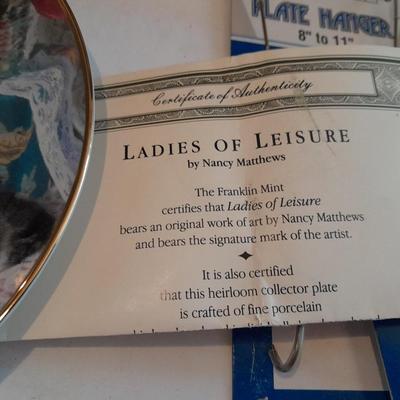 PLATE HANGER
8" to 11"
Certificate of Authenticity
LADIES OF LEISURE
by Nancy Matthews
The Franklin Mint
certifies that Ladies of Leisure
bears an original work of art by Nancy Matthews
and bears the signature mark of the artist.
It is also certified
that this heirloom collector plate
is crafted of fine porcelain